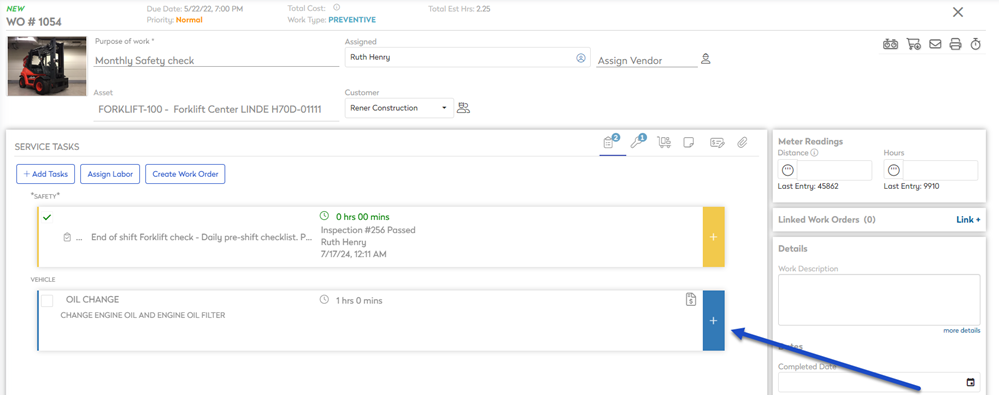 NEW
WO # 1054
Due Date: 5/22/22, 7:00 PM
Priority: Normal
Total Cost:
Work Type: PREVENTIVE
Total Est Hrs: 2.25
Purpose of work *
Monthly Safety check
Assigned
Ruth Henry
Assign Vendor
Asset
FORKLIFT-100 - Forklift Center LINDE H70D-01111
Customer
Rener Construction
SERVICE TASKS
2
1
+ Add Tasks
Assign Labor
Create Work Order
*SAFETY*
0 hrs 00 mins
... End of shift Forklift check - Daily pre-shift checklist. P...
Inspection #256 Passed
Ruth Henry
7/17/24, 12:11 AM
+
VEHICLE
OIL CHANGE
1 hrs 0 mins
CHANGE ENGINE OIL AND ENGINE OIL FILTER
+
Meter Readings
Distance
Hours
Last Entry: 45862
Last Entry: 9910
Linked Work Orders (0)
Link +
Details
Work Description
more details
Completed Date